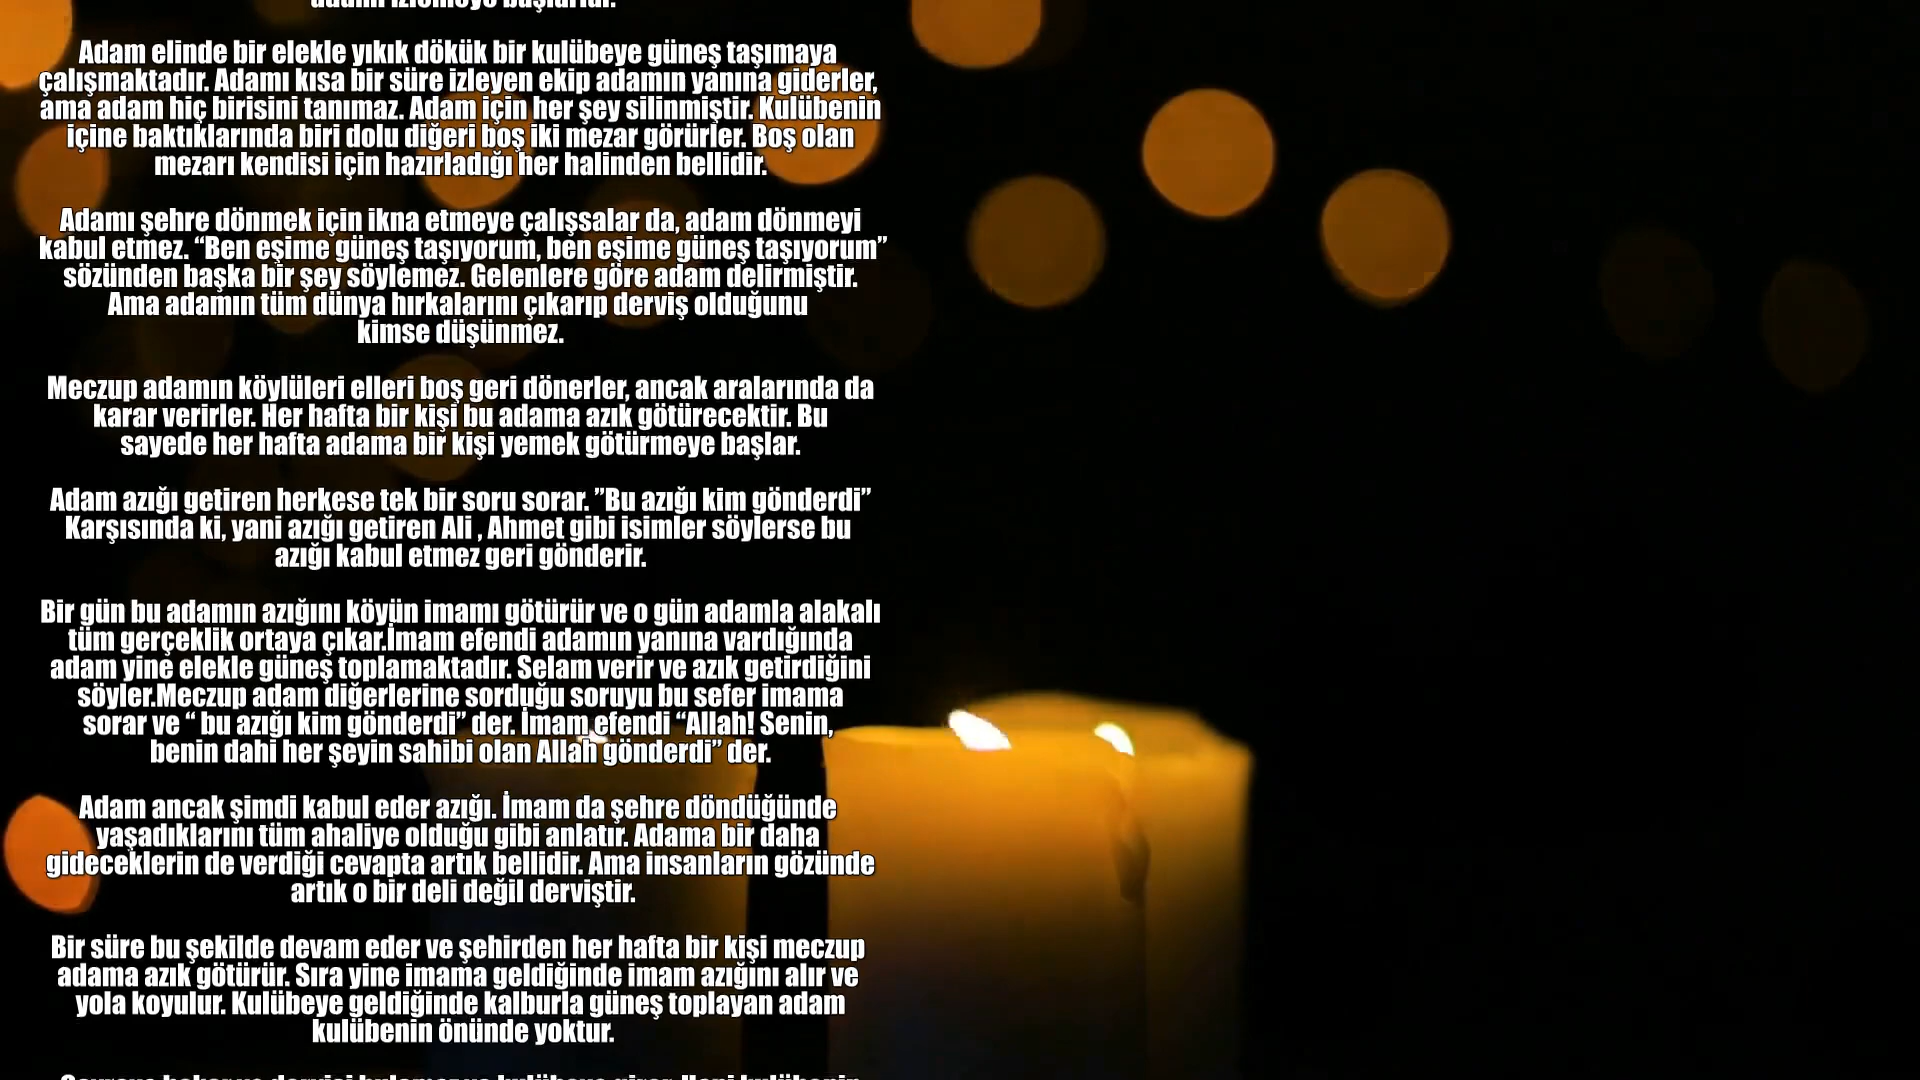 adamı izlemeye başlarlar.
Adam elinde bir elekle yıkık dökük bir kulübeye güneş taşımaya
çalışmaktadır. Adamı kısa bir süre izleyen ekip adamın yanına giderler,
ama adam hiç birisini tanımaz. Adam için her şey silinmiştir. Kulübenin
içine baktıklarında biri dolu diğeri boş iki mezar görürler. Boş olan
mezarı kendisi için hazırladığı her halinden bellidir.
Adamı şehre dönmek için ikna etmeye çalışsalar da, adam dönmeyi
kabul etmez. “Ben eşime güneş taşıyorum, ben eşime güneş taşıyorum”
sözünden başka bir şey söylemez. Gelenlere göre adam delirmiştir.
Ama adamın tüm dünya hırkalarını çıkarıp derviş olduğunu
kimse düşünmez.
Meczup adamın köylüleri elleri boş geri dönerler, ancak aralarında da
karar verirler. Her hafta bir kişi bu adama azık götürecektir. Bu
sayede her hafta adama bir kişi yemek götürmeye başlar.
Adam azığı getiren herkese tek bir soru sorar. ”Bu azığı kim gönderdi”
Karşısında ki, yani azığı getiren Ali , Ahmet gibi isimler söylerse bu
azığı kabul etmez geri gönderir.
Bir gün bu adamın azığını köyün imamı götürür ve o gün adamla alakalı
tüm gerçeklik ortaya çıkar.İmam efendi adamın yanına vardığında
adam yine elekle güneş toplamaktadır. Selam verir ve azık getirdiğini
söyler.Meczup adam diğerlerine sorduğu soruyu bu sefer imama
sorar ve “ bu azığı kim gönderdi” der. İmam efendi “Allah! Senin,
benin dahi her şeyin sahibi olan Allah gönderdi” der.
Adam ancak şimdi kabul eder azığı. İmam da şehre döndüğünde
yaşadıklarını tüm ahaliye olduğu gibi anlatır. Adama bir daha
gideceklerin de verdiği cevapta artık bellidir. Ama insanların gözünde
artık o bir deli değil derviştir.
Bir süre bu şekilde devam eder ve şehirden her hafta bir kişi meczup
adama azık götürür. Sıra yine imama geldiğinde imam azığını alır ve
yola koyulur. Kulübeye geldiğinde kalburla güneş toplayan adam
kulübenin önünde yoktur.